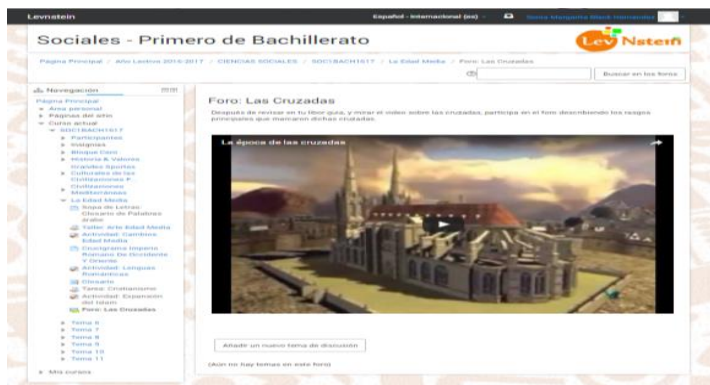 Levnatein
Español - Internacional (es)
Sociales - Primero de Bachillerato
Lev Nstein
Página Principal / Año Lectivo 2016-2017 / CIENCIAS SOCIALES / SOC1BACH1617 / La Edad Media / Foro: Las Cruzadas
Buscar en los foros
Navegación
Página Principal
Área personal
Páginas del sitio
Curso actual
SOC1BACH1617
Participantes
Insignias
Bloque Cero
Historia & Valores
Grandes Aportes
Culturales de las
Civilizaciones P...
Civilizaciones
Mediterráneas
La Edad Media
Sopa de Letras:
Glosario de Palabras
árabe
Taller Arte Edad Media
Actividad: Cambios
Edad Media
Crucigrama Imperio
Romano De Occidente
Y Oriente
Actividad: Lenguas
Románticas
Glosario
Tarea: Cristianismo
Actividad: Expansión
del Islam
Foro: Las Cruzadas
Tema 6
Tema 7
Tema 8
Tema 9
Tema 10
Tema 11
Mis cursos
Foro: Las Cruzadas
Después de revisar en tu libor guía, y mirar el video sobre las cruzadas, participa en el foro describiendo los rasgos
principales que marcaron dichas cruzadas.
La época de las cruzadas
Añadir un nuevo tema de discusión
(Aún no hay temas en este foro)